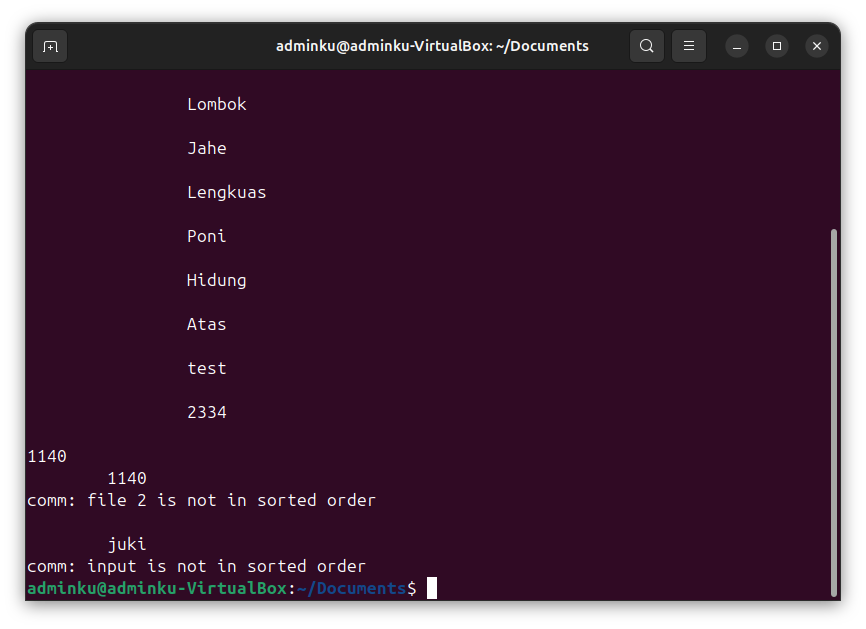 adminku@adminku-VirtualBox: ~/Documents
Lombok
Jahe
Lengkuas
Poni
Hidung
Atas
test
2334
1140
1140
comm: file 2 is not in sorted order
juki
comm: input is not in sorted order
adminku@adminku-VirtualBox:~/Documents$